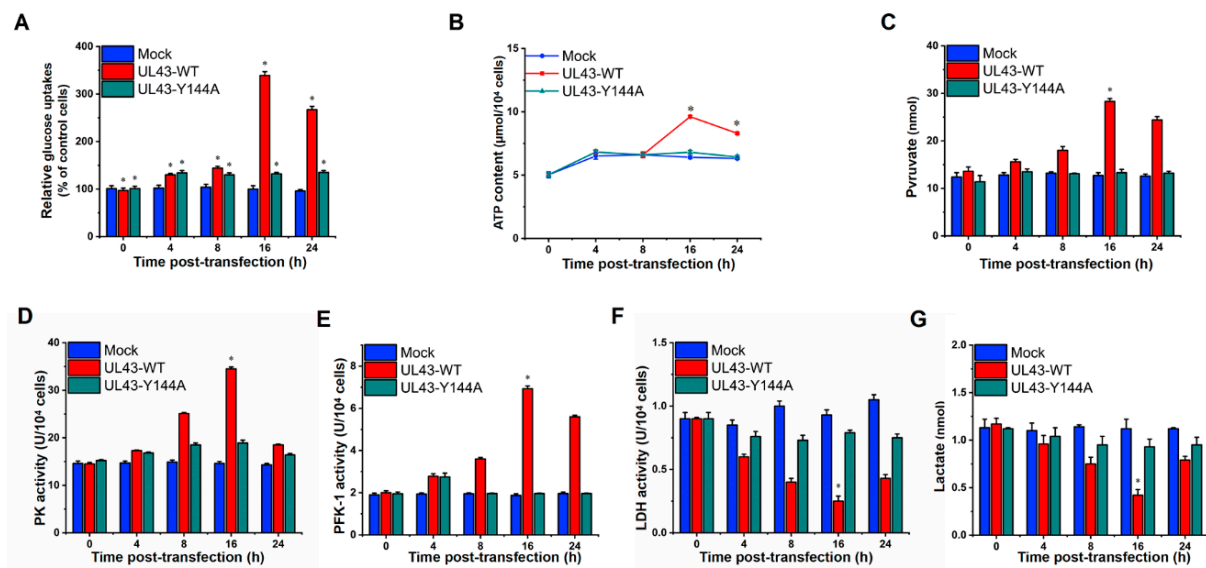 A
Relative glucose uptakes
(% of control cells)
400
350
300
250
200
150
100
50
0
Mock
UL43-WT
UL43-Y144A
* * * * * * * * * *
0 4 8 16 24
Time post-transfection (h)
B
ATP content (μmol/10⁴ cells)
15
10
5
0
Mock
UL43-WT
UL43-Y144A
* *
0 4 8 16 24
Time post-transfection (h)
C
Pvruvate (nmol)
40
30
20
10
0
Mock
UL43-WT
UL43-Y144A
*
0 4 8 16 24
Time post-transfection (h)
D
PK activity (U/10⁴ cells)
40
30
20
10
0
Mock
UL43-WT
UL43-Y144A
*
0 4 8 16 24
Time post-transfection (h)
E
PFK-1 activity (U/10⁴ cells)
8
6
4
2
0
Mock
UL43-WT
UL43-Y144A
*
0 4 8 16 24
Time post-transfection (h)
F
LDH activity (U/10⁴ cells)
1.5
1.0
0.5
0.0
Mock
UL43-WT
UL43-Y144A
*
0 4 8 16 24
Time post-transfection (h)
G
Lactate (nmol)
2.0
1.5
1.0
0.5
0.0
Mock
UL43-WT
UL43-Y144A
*
0 4 8 16 24
Time post-transfection (h)